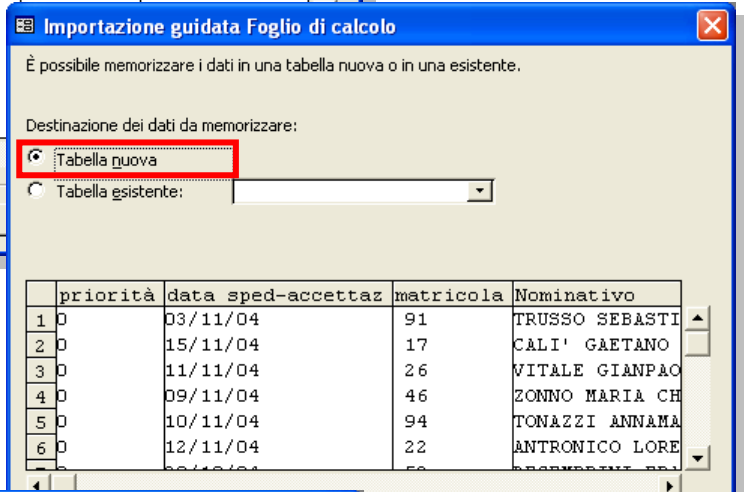 Importazione guidata Foglio di calcolo
È possibile memorizzare i dati in una tabella nuova o in una esistente.
Destinazione dei dati da memorizzare:
Tabella nuova
Tabella esistente:
priorità data sped-accettaz matricola Nominativo
1 0 03/11/04 91 TRUSSO SEBASTI
2 0 15/11/04 17 CALI' GAETANO
3 0 11/11/04 26 VITALE GIANPAO
4 0 09/11/04 46 ZONNO MARIA CH
5 0 10/11/04 94 TONAZZI ANNAMA
6 0 12/11/04 22 ANTRONICO LORE